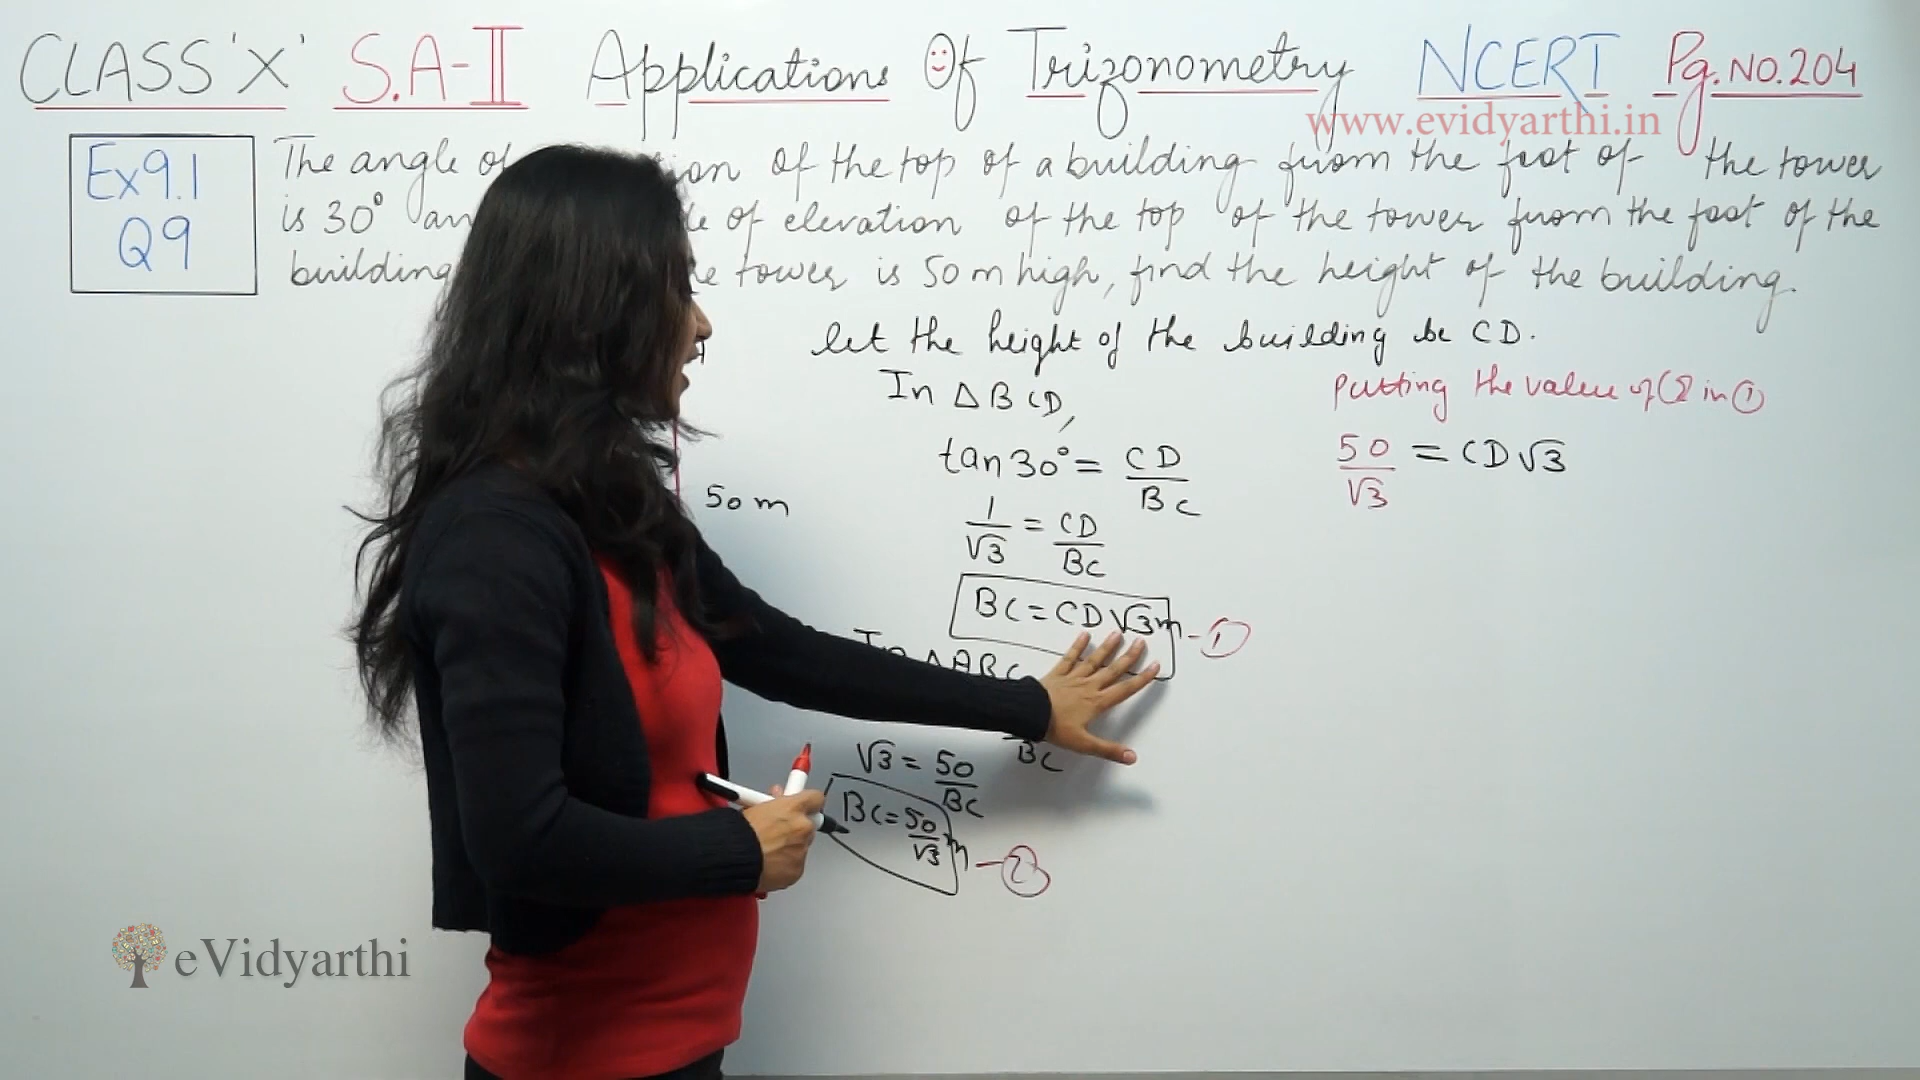 CLASS 'X' S.A-II Applications Of Trizonometry NCERT Pg.NO.204
www.evidyarthi.in
Ex 9.1
Q9
The angle of on of the top of a building from the foot of the tower
is 30° an of elevation of the top of the tower from the foot of the
building tower is 50 m high, find the height of the building.
let the height of the building be CD.
In △BCD,
tan 30° = CD/BC
1/√3 = CD/BC
BC = CD√3 m - 1
50 m
In △ABC
BC
√3 = 50/BC
BC = 50/√3 m - 2
Putting the value of 2 in 1
50/√3 = CD√3
eVidyarthi